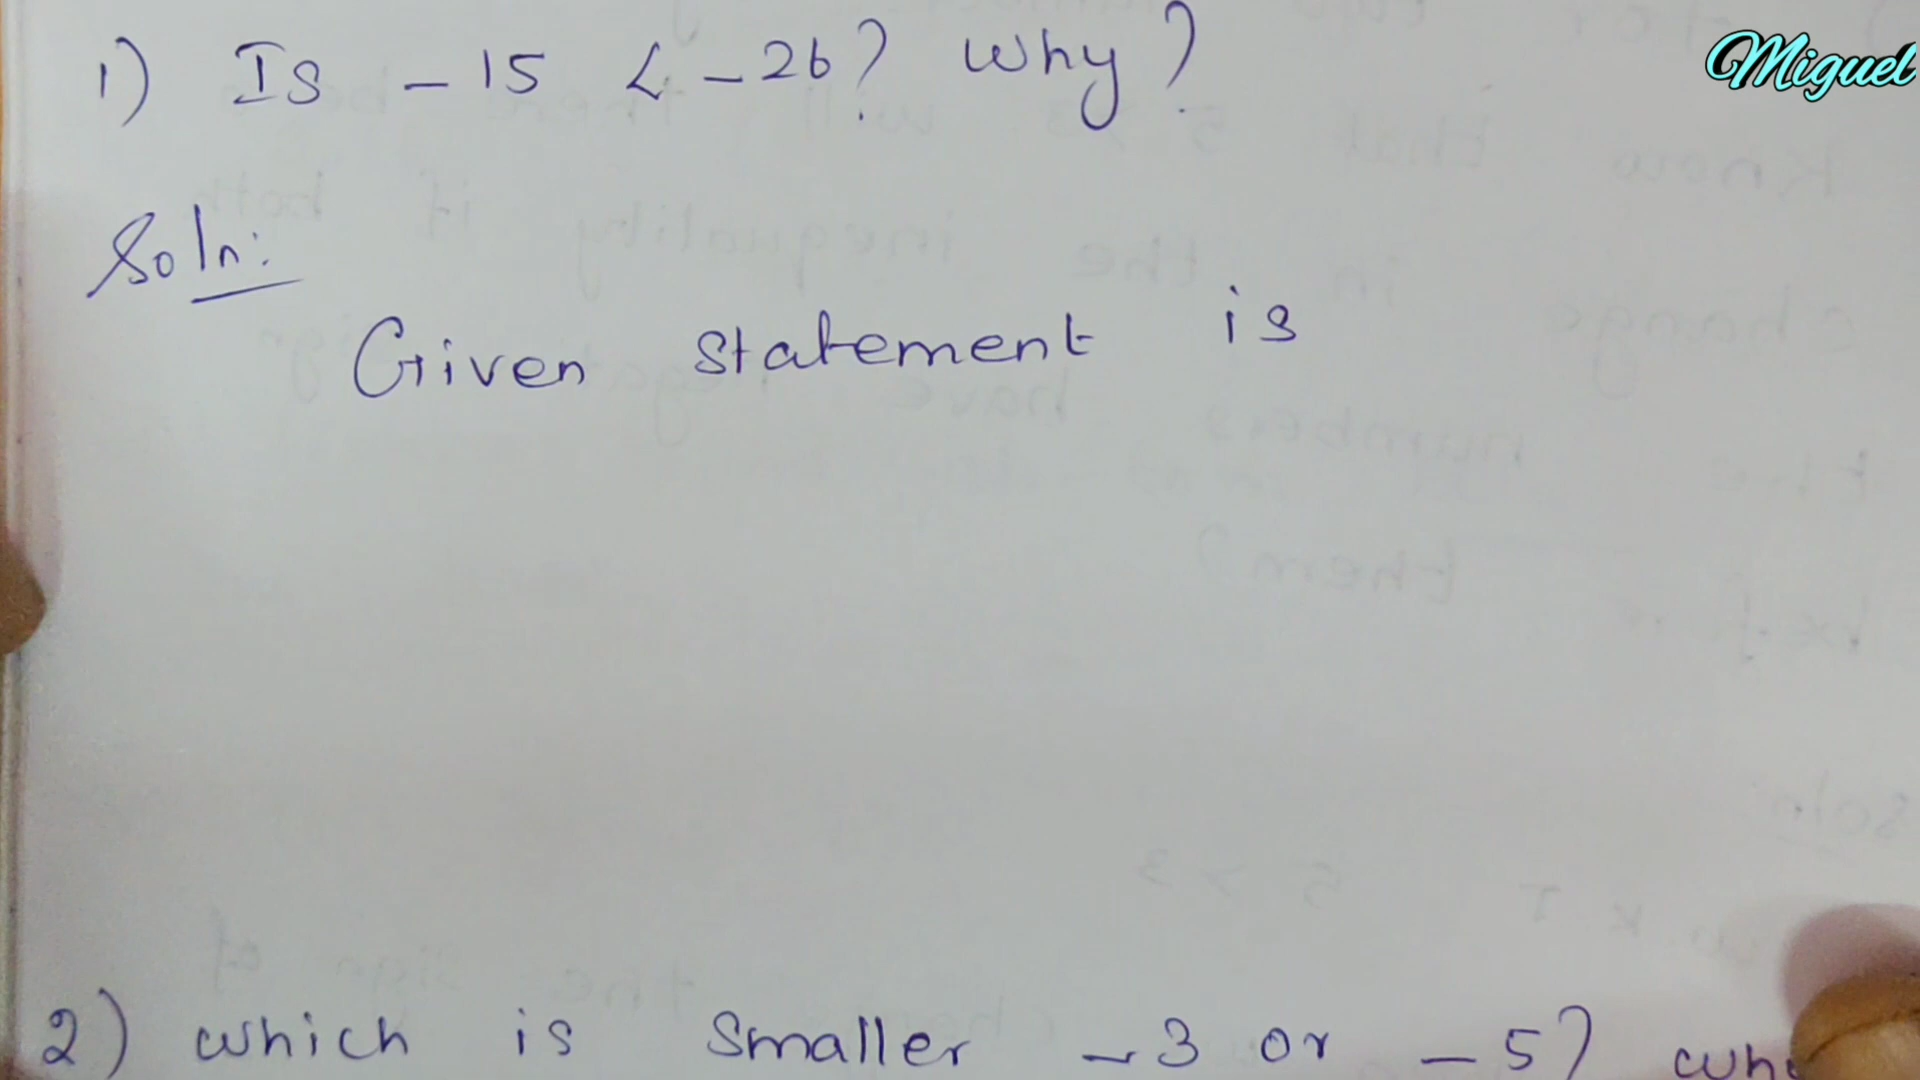 1) Is -15 < -26? Why?
Miguel
Soln:
Given statement is
2) which is smaller -3 or -5?